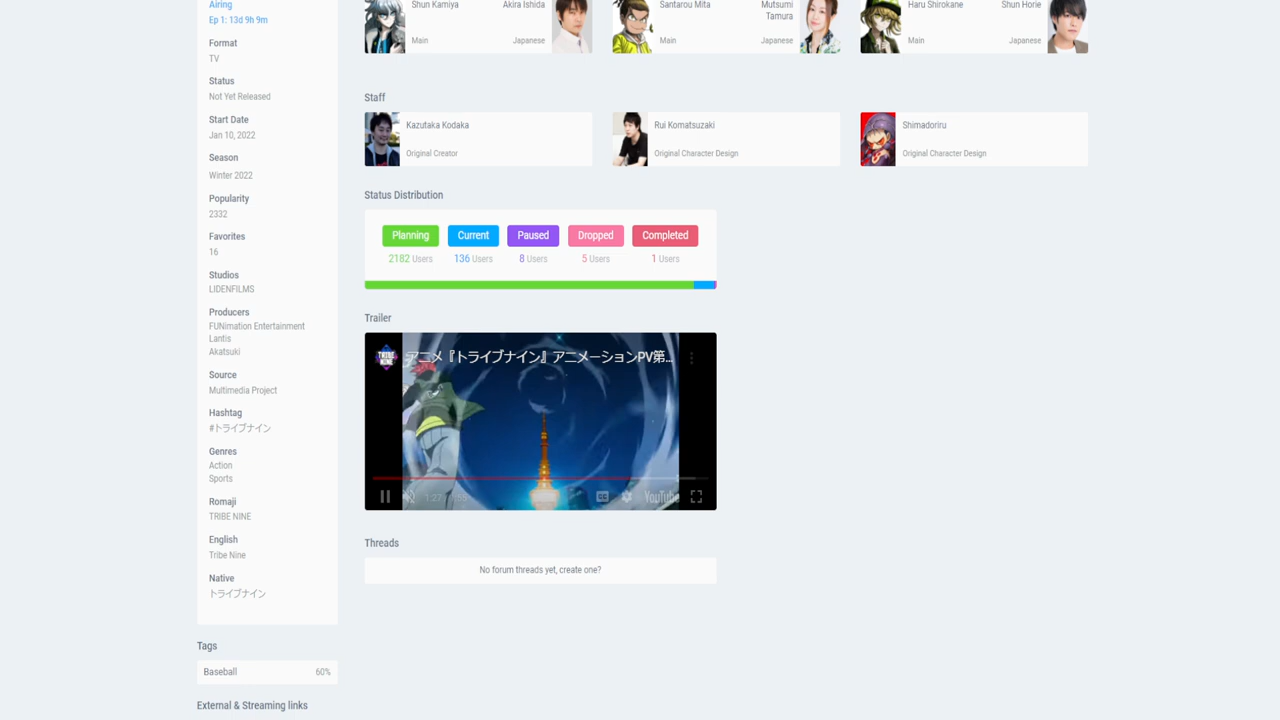 Airing
Ep 1: 13d 9h 9m
Format
TV
Status
Not Yet Released
Start Date
Jan 10, 2022
Season
Winter 2022
Popularity
2332
Favorites
16
Studios
LIDENFILMS
Producers
FUNimation Entertainment
Lantis
Akatsuki
Source
Multimedia Project
Hashtag
#トライブナイン
Genres
Action
Sports
Romaji
TRIBE NINE
English
Tribe Nine
Native
トライブナイン
Tags
Baseball 60%
External & Streaming links
Shun Kamiya Akira Ishida
Main Japanese
Santarou Mita Mutsumi
Tamura
Main Japanese
Haru Shirokane Shun Horie
Main Japanese
Staff
Kazutaka Kodaka
Original Creator
Rui Komatsuzaki
Original Character Design
Shimadoriru
Original Character Design
Status Distribution
Planning Current Paused Dropped Completed
2182 Users 136 Users 8 Users 5 Users 1 Users
Trailer
TRIBE NINE
アニメ『トライブナイン』アニメーションPV第...
1:27
CC YouTube
Threads
No forum threads yet, create one?